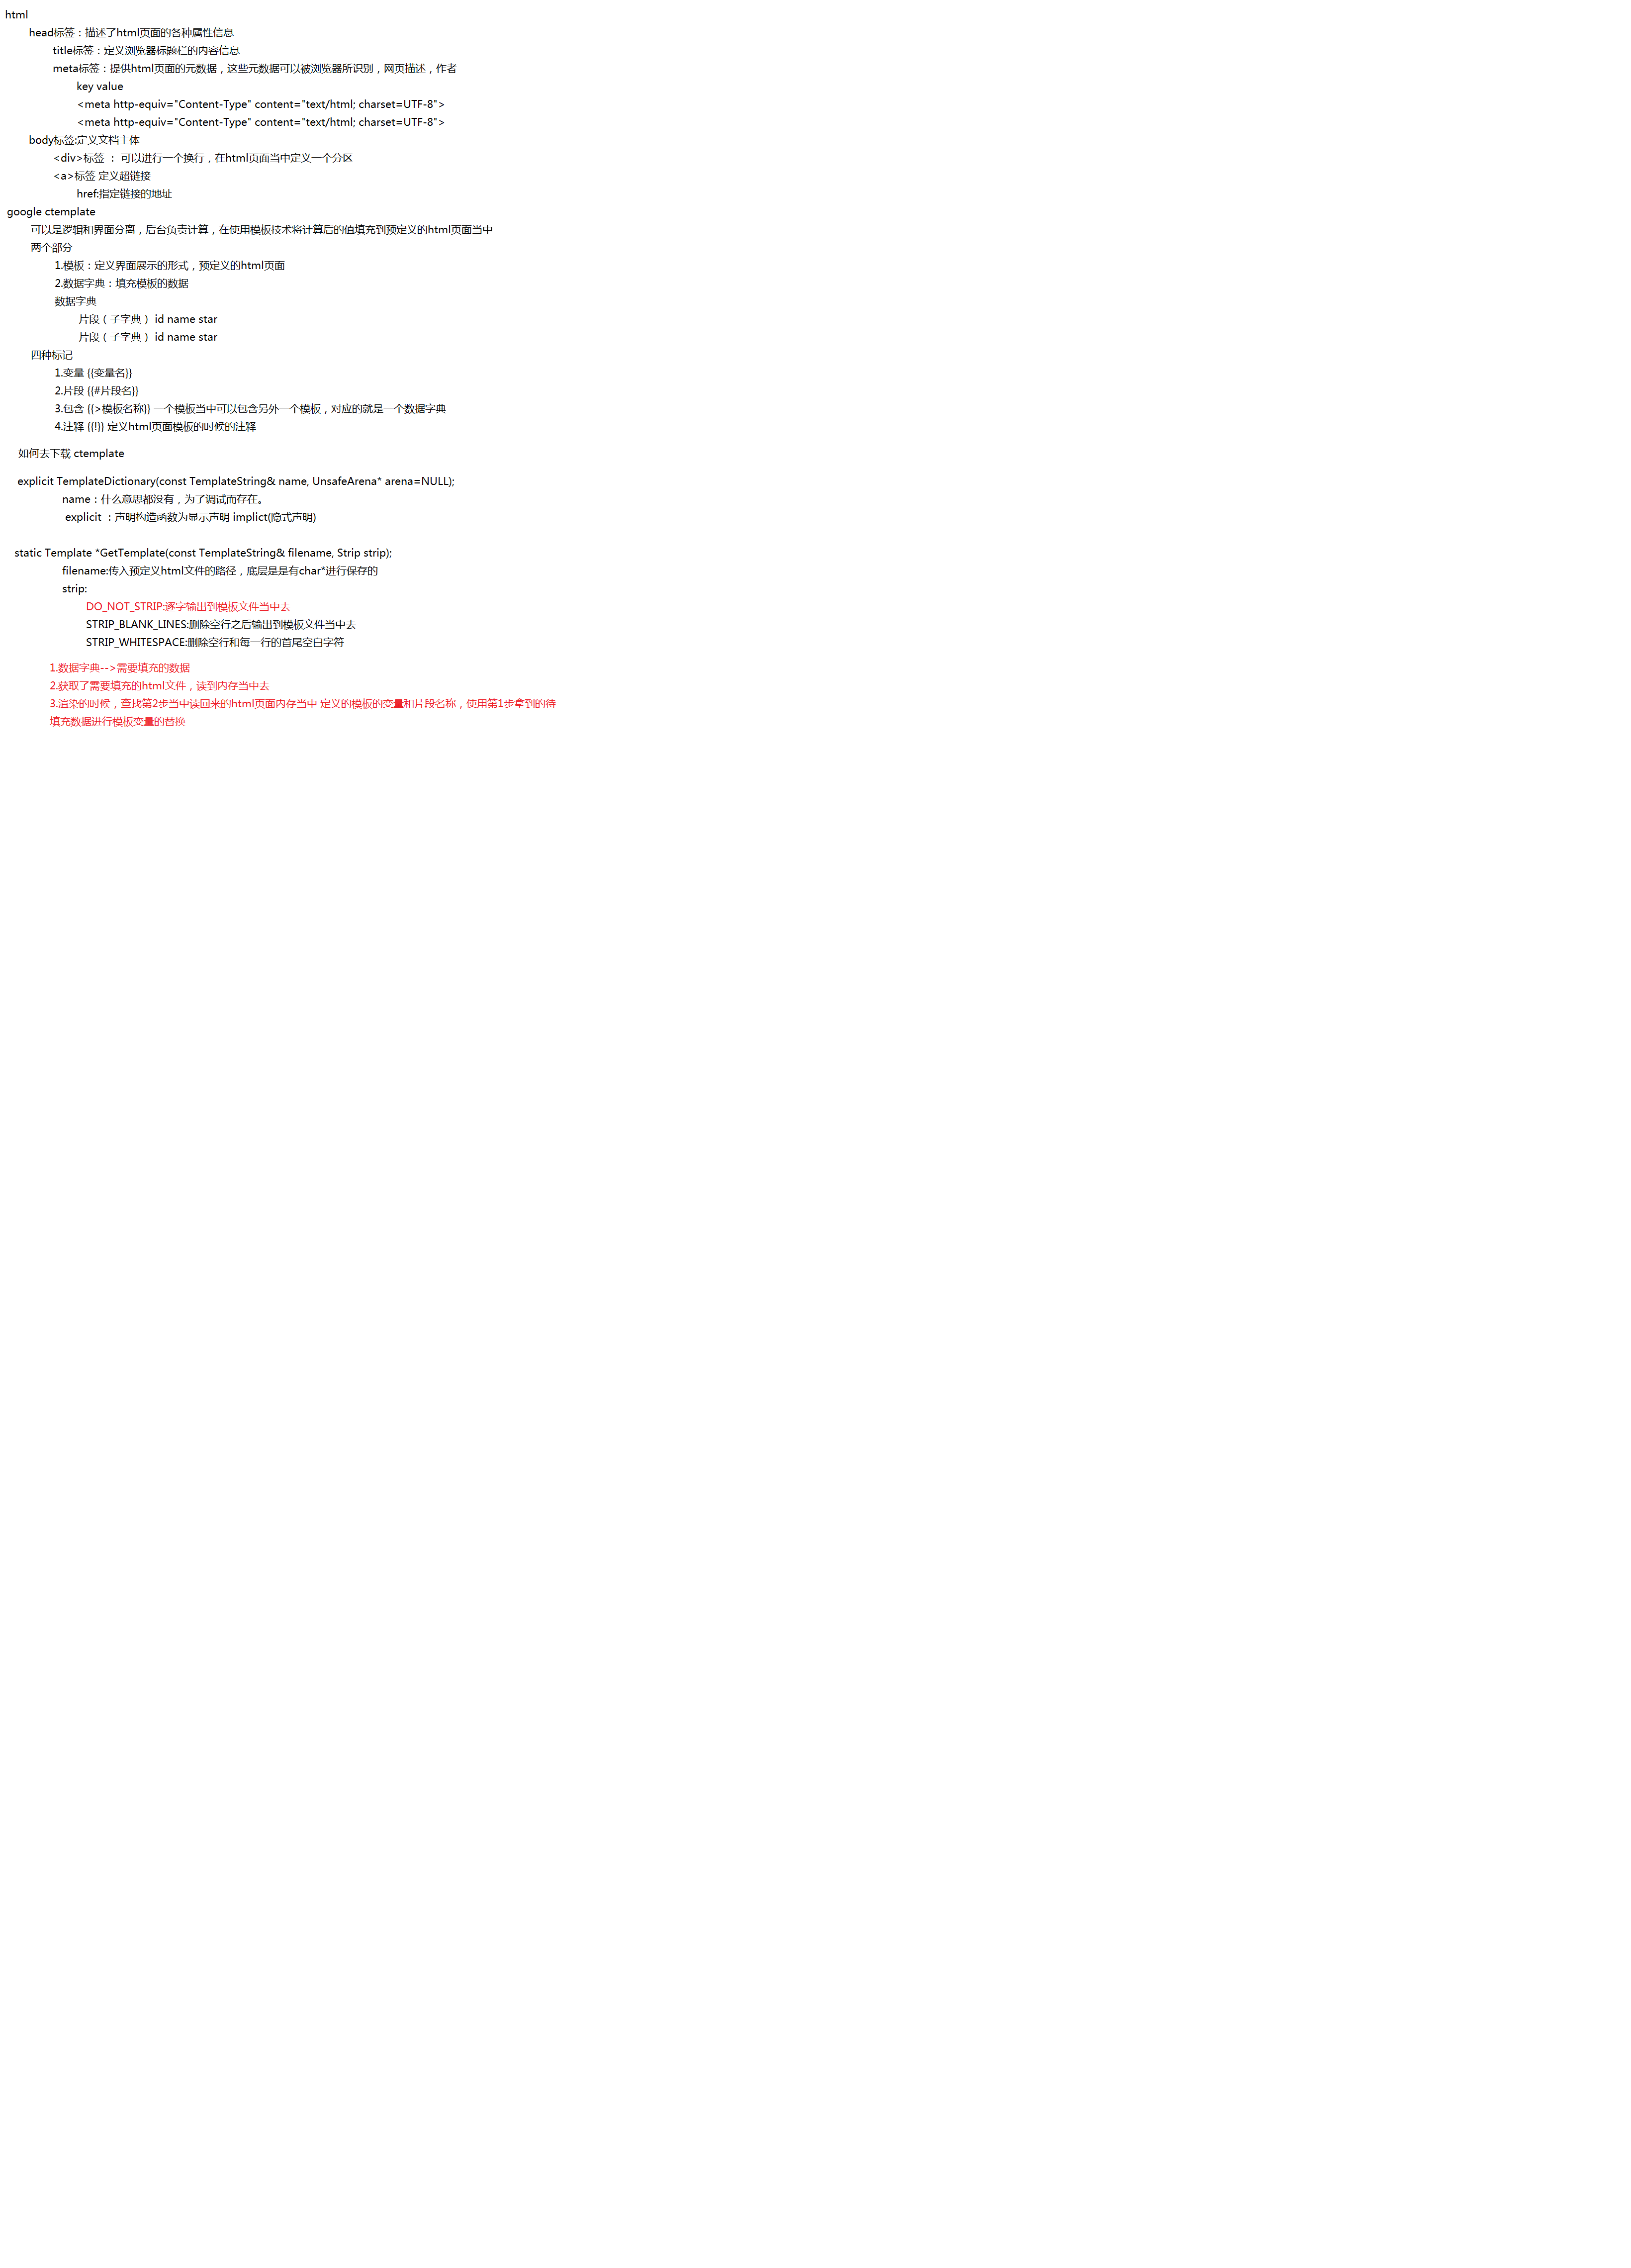 html
head标签：描述了html页面的各种属性信息
title标签：定义浏览器标题栏的内容信息
meta标签：提供html页面的元数据，这些元数据可以被浏览器所识别，网页描述，作者
key value
<meta http-equiv="Content-Type" content="text/html; charset=UTF-8">
<meta http-equiv="Content-Type" content="text/html; charset=UTF-8">
body标签:定义文档主体
<div>标签 ： 可以进行一个换行，在html页面当中定义一个分区
<a>标签 定义超链接
href:指定链接的地址
google ctemplate
可以是逻辑和界面分离，后台负责计算，在使用模板技术将计算后的值填充到预定义的html页面当中
两个部分
1.模板：定义界面展示的形式，预定义的html页面
2.数据字典：填充模板的数据
数据字典
片段（子字典） id name star
片段（子字典） id name star
四种标记
1.变量 {{变量名}}
2.片段 {{#片段名}}
3.包含 {{>模板名称}} 一个模板当中可以包含另外一个模板，对应的就是一个数据字典
4.注释 {{!}} 定义html页面模板的时候的注释
如何去下载 ctemplate
explicit TemplateDictionary(const TemplateString& name, UnsafeArena* arena=NULL);
name：什么意思都没有，为了调试而存在。
explicit ：声明构造函数为显示声明 implict(隐式声明)
static Template *GetTemplate(const TemplateString& filename, Strip strip);
filename:传入预定义html文件的路径，底层是是有char*进行保存的
strip:
DO_NOT_STRIP:逐字输出到模板文件当中去
STRIP_BLANK_LINES:删除空行之后输出到模板文件当中去
STRIP_WHITESPACE:删除空行和每一行的首尾空白字符
1.数据字典-->需要填充的数据
2.获取了需要填充的html文件，读到内存当中去
3.渲染的时候，查找第2步当中读回来的html页面内存当中 定义的模板的变量和片段名称，使用第1步拿到的待
填充数据进行模板变量的替换